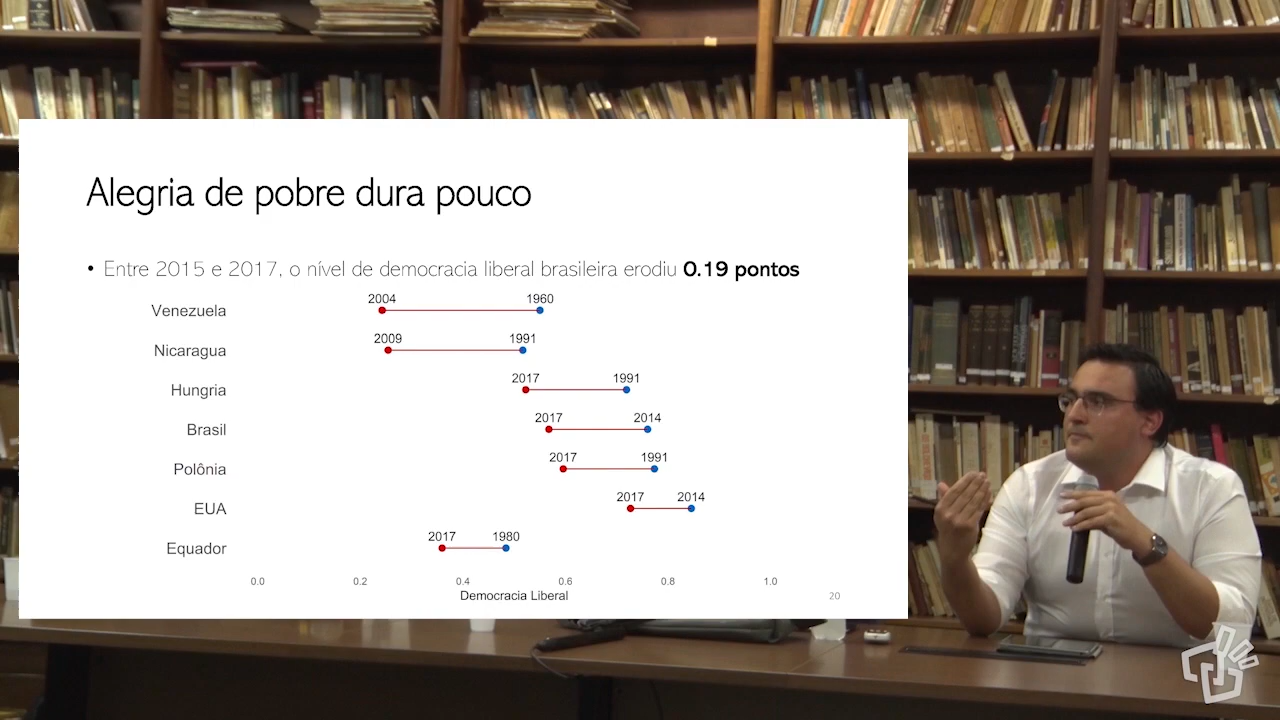 Alegria de pobre dura pouco
• Entre 2015 e 2017, o nível de democracia liberal brasileira erodiu 0.19 pontos
2004 1960
Venezuela
2009 1991
Nicaragua
2017 1991
Hungria
2017 2014
Brasil
2017 1991
Polônia
2017 2014
EUA
2017 1980
Equador
0.0 0.2 0.4 0.6 0.8 1.0
Democracia Liberal
20